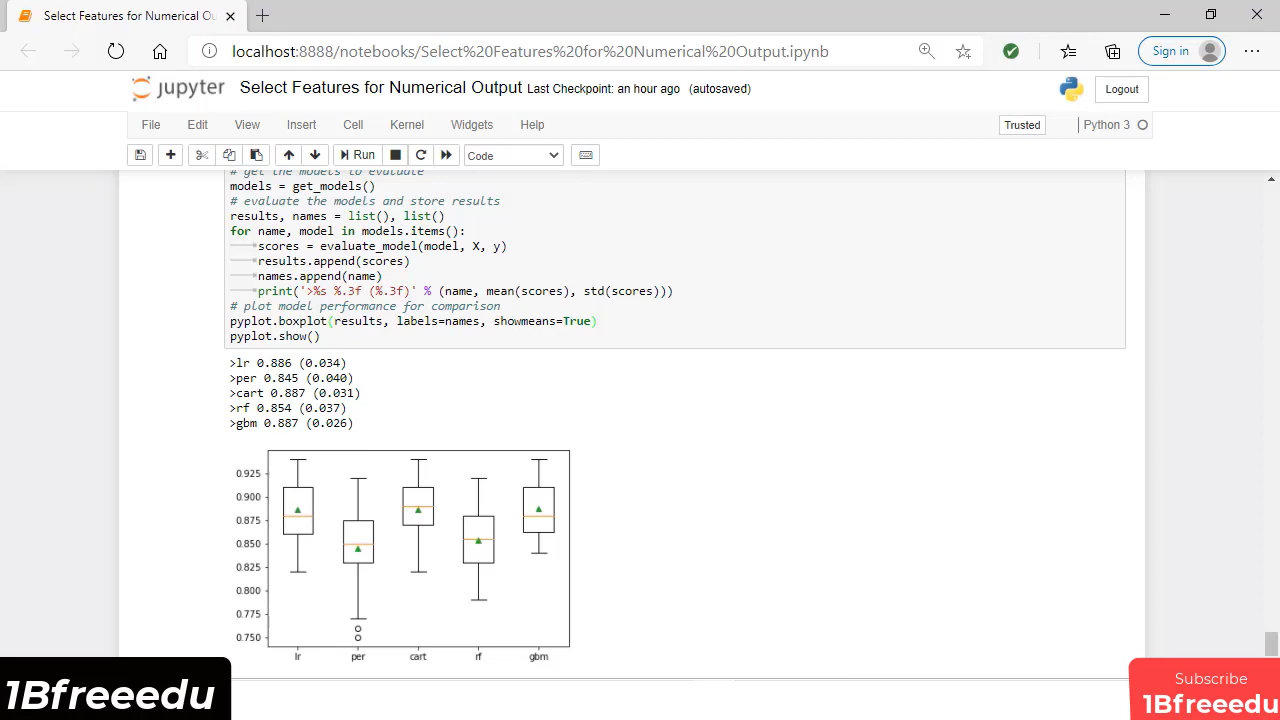 Select Features for Numerical Ou
localhost:8888/notebooks/Select%20Features%20for%20Numerical%20Output.ipynb
Sign in
jupyter Select Features for Numerical Output Last Checkpoint: an hour ago (autosaved)
Logout
File Edit View Insert Cell Kernel Widgets Help
Trusted
Python 3
Run
Code
# get the models to evaluate
models = get_models()
# evaluate the models and store results
results, names = list(), list()
for name, model in models.items():
scores = evaluate_model(model, X, y)
results.append(scores)
names.append(name)
print('>%s %.3f (%.3f)' % (name, mean(scores), std(scores)))
# plot model performance for comparison
pyplot.boxplot(results, labels=names, showmeans=True)
pyplot.show()
>lr 0.886 (0.034)
>per 0.845 (0.040)
>cart 0.887 (0.031)
>rf 0.854 (0.037)
>gbm 0.887 (0.026)
0.925
0.900
0.875
0.850
0.825
0.800
0.775
0.750
lr per cart rf gbm
1Bfreeedu
Subscribe
1Bfreeedu